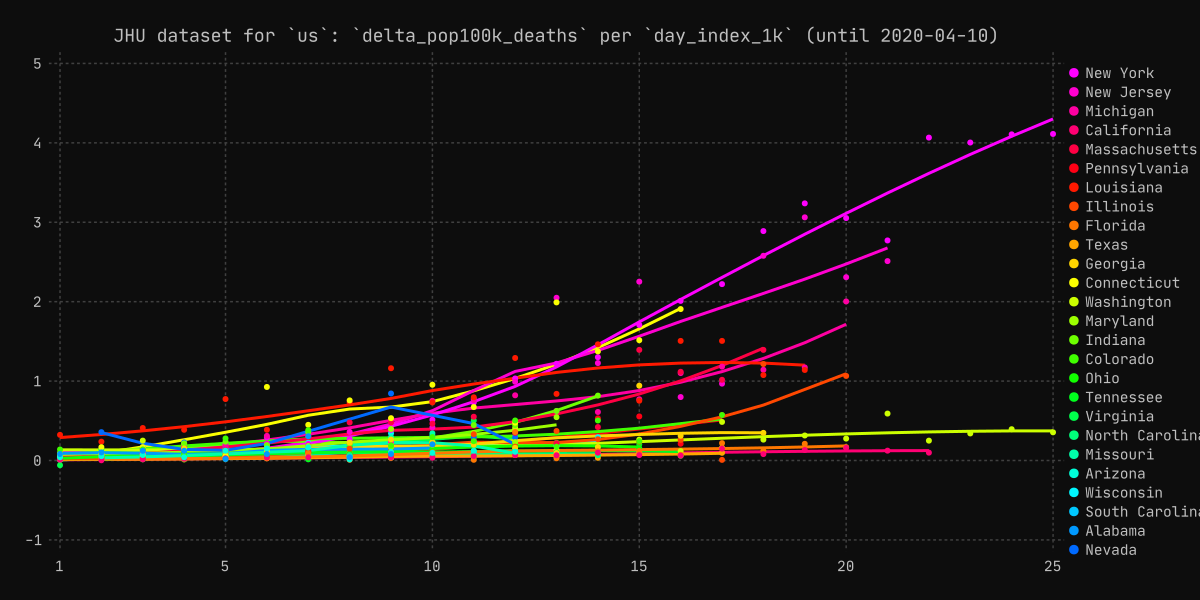 JHU dataset for `us`: `delta_pop100k_deaths` per `day_index_1k` (until 2020-04-10)
5
4
3
2
1
0
-1
1 5 10 15 20 25
New York
New Jersey
Michigan
California
Massachusetts
Pennsylvania
Louisiana
Illinois
Florida
Texas
Georgia
Connecticut
Washington
Maryland
Indiana
Colorado
Ohio
Tennessee
Virginia
North Carolina
Missouri
Arizona
Wisconsin
South Carolina
Alabama
Nevada